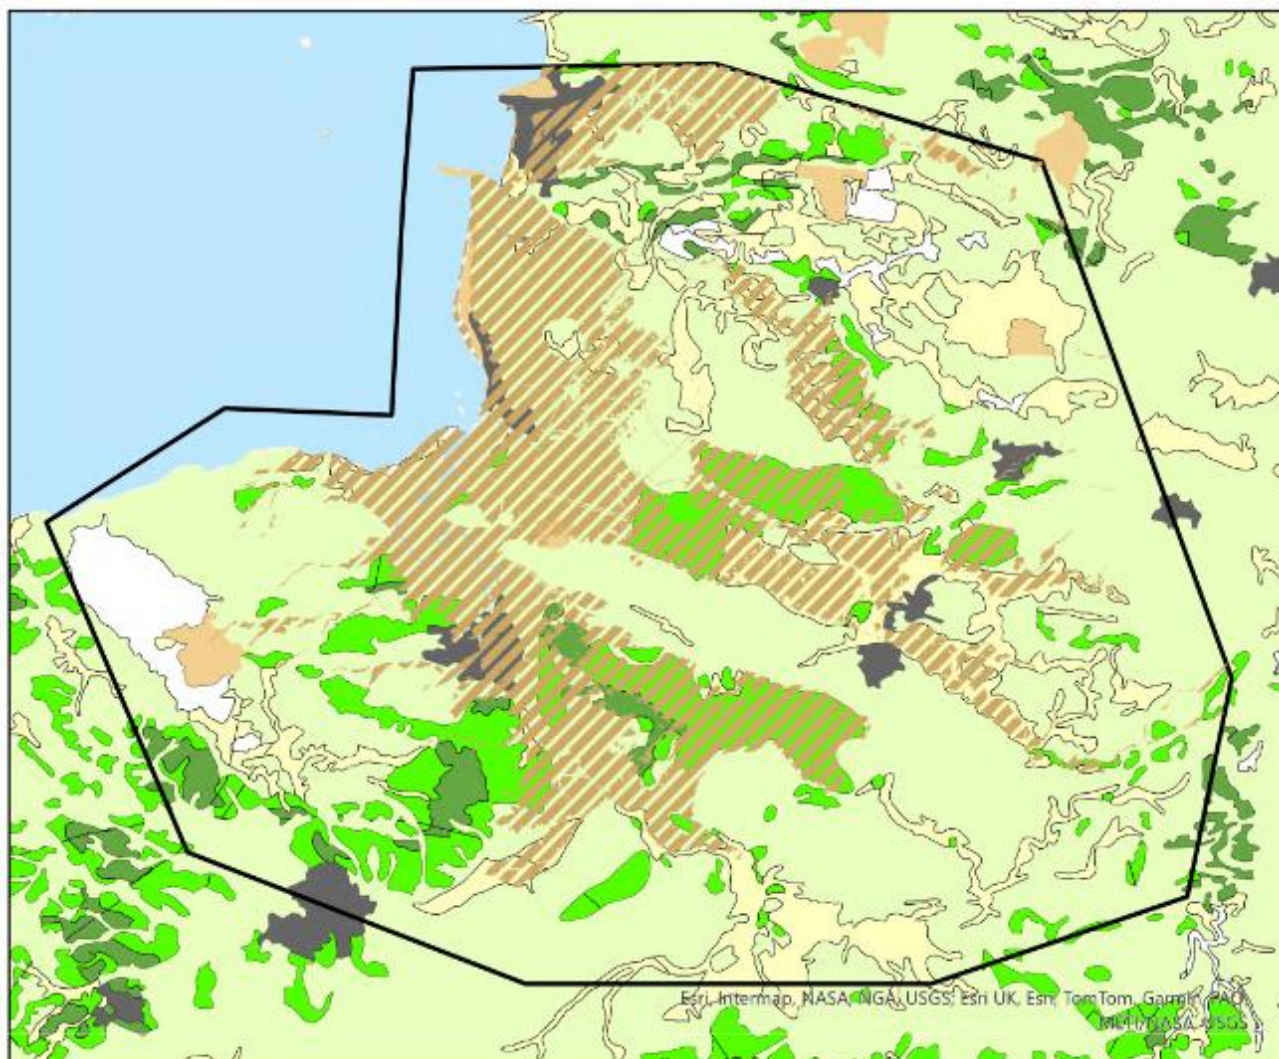 Esri, Intermap, NASA, NGA, USGS; Esri UK, Esri, TomTom, Garmin, FAO,
METI/NASA, USGS